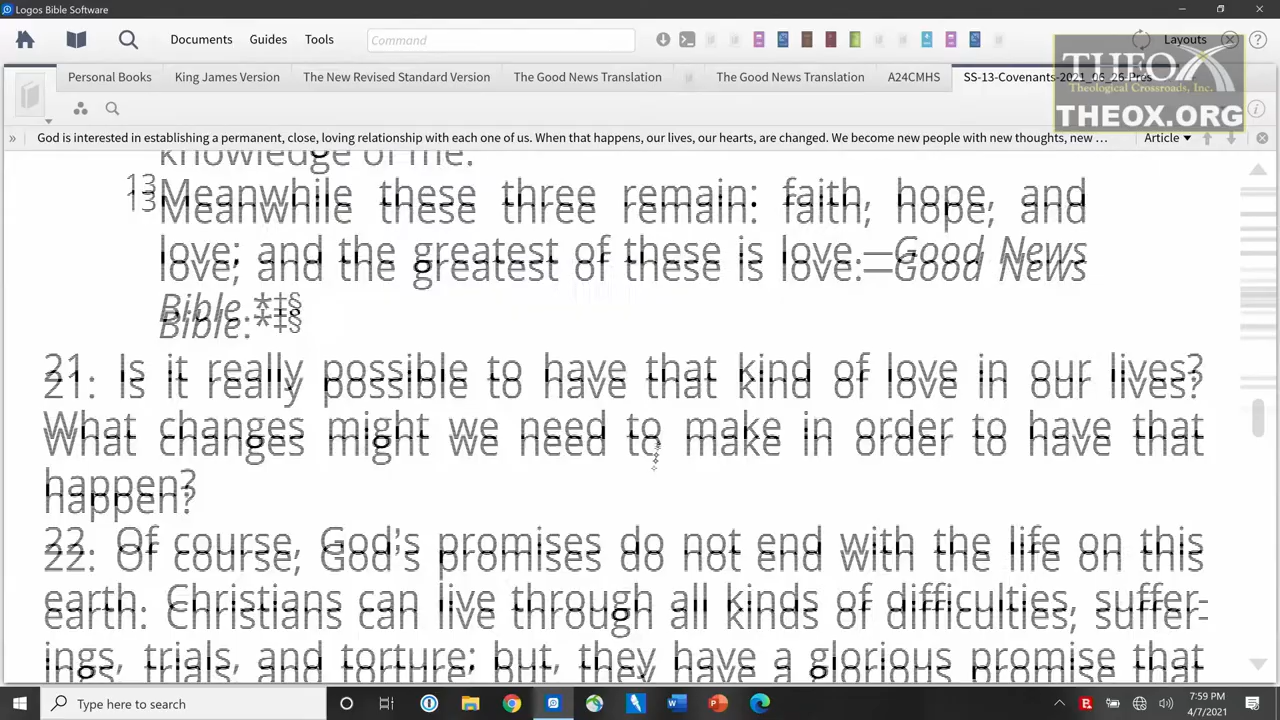 Logos Bible Software
Documents Guides Tools Command Layouts
THEOX
Theological Crossroads, Inc.
THEOX.ORG
Personal Books King James Version The New Revised Standard Version The Good News Translation The Good News Translation A24CMHS SS-13-Covenants-2021_06_26-Pres
God is interested in establishing a permanent, close, loving relationship with each one of us. When that happens, our lives, our hearts, are changed. We become new people with new thoughts, new … Article
knowledge of me.
13 Meanwhile these three remain: faith, hope, and
love; and the greatest of these is love.—Good News
Bible.*‡§
21. Is it really possible to have that kind of love in our lives?
What changes might we need to make in order to have that
happen?
22. Of course, God's promises do not end with the life on this
earth. Christians can live through all kinds of difficulties, suffer-
ings, trials, and torture; but, they have a glorious promise that
Type here to search
7:59 PM
4/7/2021